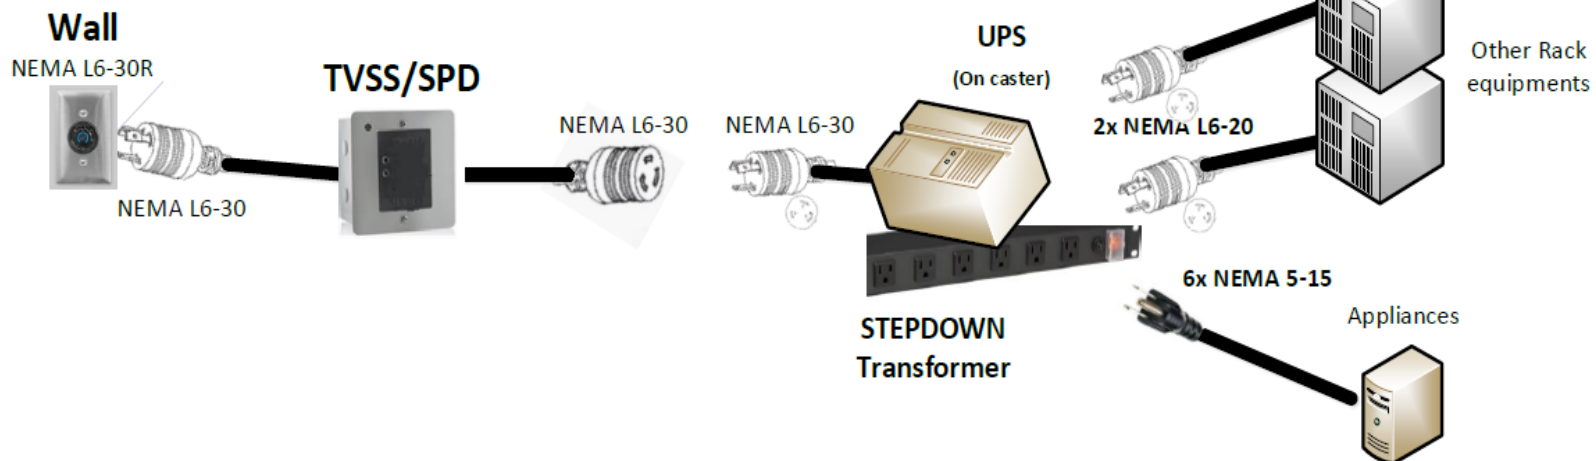 Wall
NEMA L6-30R
NEMA L6-30
TVSS/SPD
NEMA L6-30
NEMA L6-30
UPS
(On caster)
2x NEMA L6-20
Other Rack
equipments
6x NEMA 5-15
STEPDOWN
Transformer
Appliances